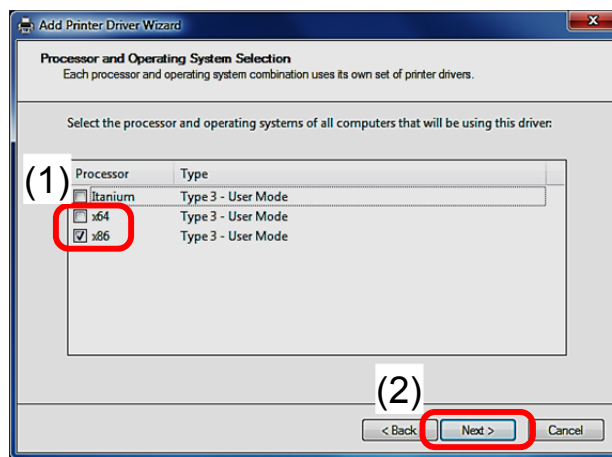 Add Printer Driver Wizard
Processor and Operating System Selection
Each processor and operating system combination uses its own set of printer drivers.
Select the processor and operating systems of all computers that will be using this driver:
(1)
Processor Type
Itanium Type 3 - User Mode
x64 Type 3 - User Mode
x86 Type 3 - User Mode
(2)
< Back Next > Cancel